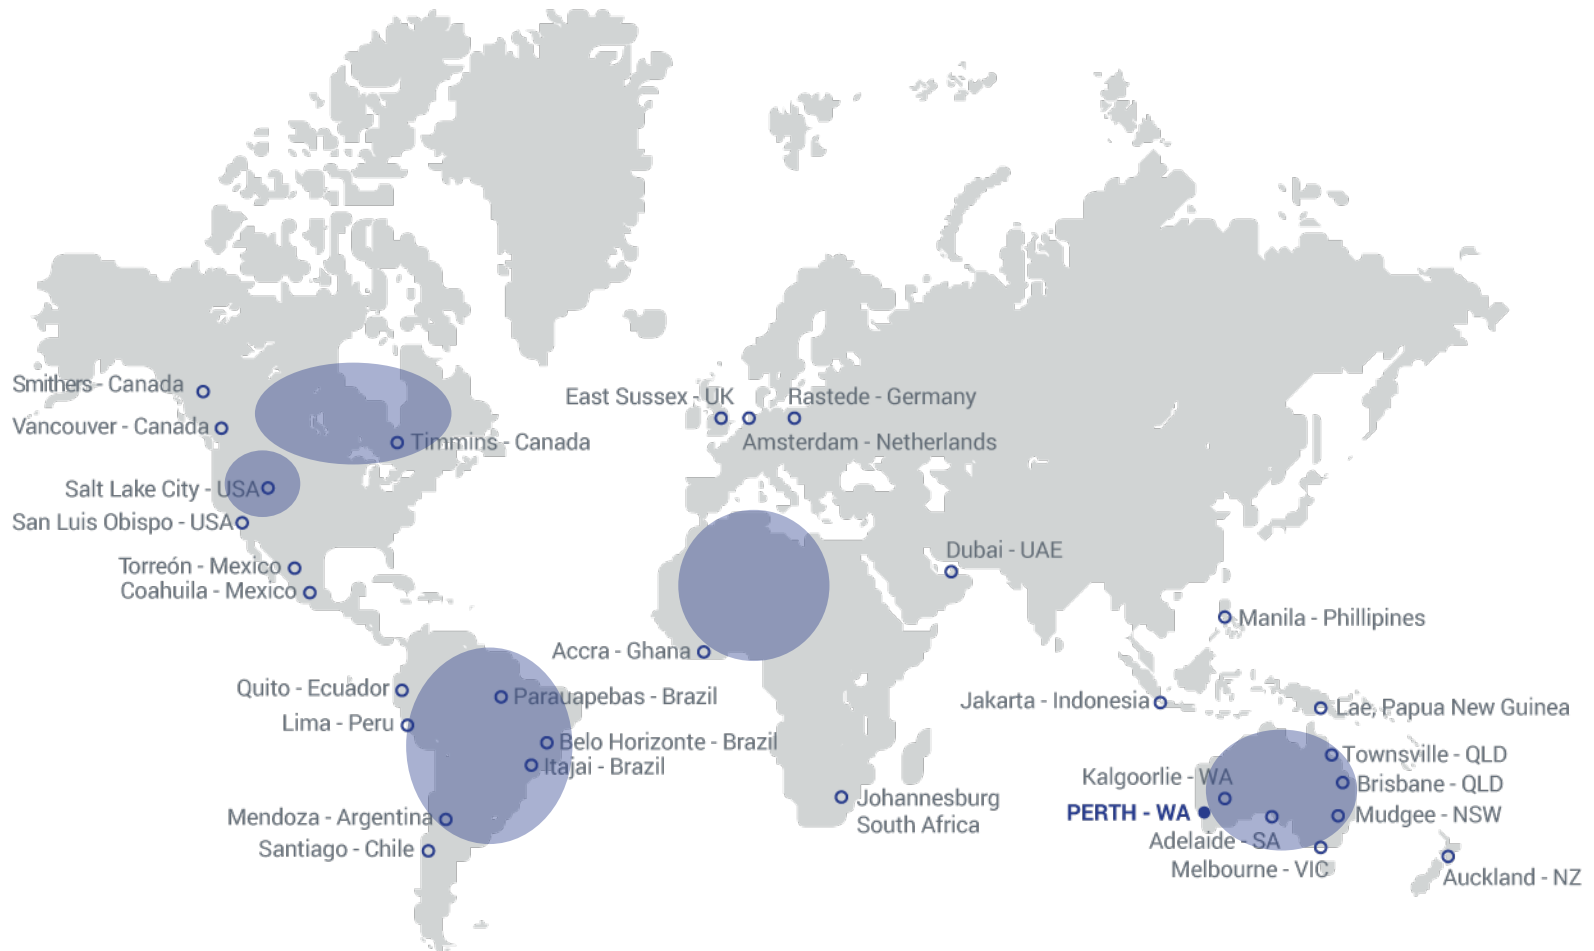 Smithers - Canada
Vancouver - Canada
Timmins - Canada
Salt Lake City - USA
San Luis Obispo - USA
Torreón - Mexico
Coahuila - Mexico
East Sussex - UK
Rastede - Germany
Amsterdam - Netherlands
Dubai - UAE
Manila - Phillipines
Accra - Ghana
Quito - Ecuador
Parauapebas - Brazil
Lima - Peru
Belo Horizonte - Brazil
Itajai - Brazil
Mendoza - Argentina
Santiago - Chile
Johannesburg
South Africa
Jakarta - Indonesia
Lae, Papua New Guinea
Townsville - QLD
Kalgoorlie - WA
Brisbane - QLD
PERTH - WA
Mudgee - NSW
Adelaide - SA
Melbourne - VIC
Auckland - NZ